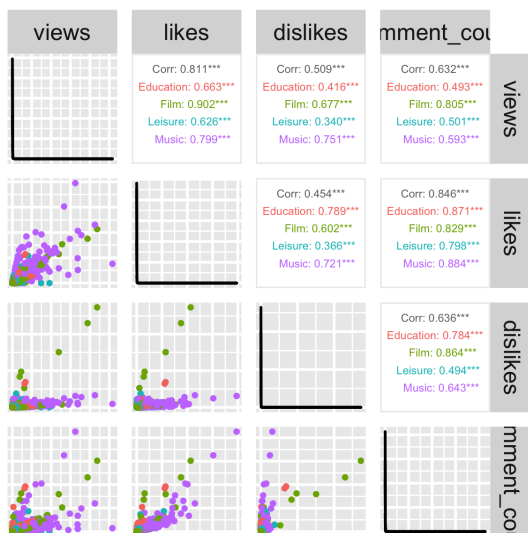 views
likes
dislikes
mment_cou
Corr: 0.811***
Education: 0.663***
Film: 0.902***
Leisure: 0.626***
Music: 0.799***
Corr: 0.509***
Education: 0.416***
Film: 0.677***
Leisure: 0.340***
Music: 0.751***
Corr: 0.632***
Education: 0.493***
Film: 0.805***
Leisure: 0.501***
Music: 0.593***
views
Corr: 0.454***
Education: 0.789***
Film: 0.602***
Leisure: 0.366***
Music: 0.721***
Corr: 0.846***
Education: 0.871***
Film: 0.829***
Leisure: 0.798***
Music: 0.884***
likes
Corr: 0.636***
Education: 0.784***
Film: 0.864***
Leisure: 0.494***
Music: 0.643***
dislikes
mment_cou